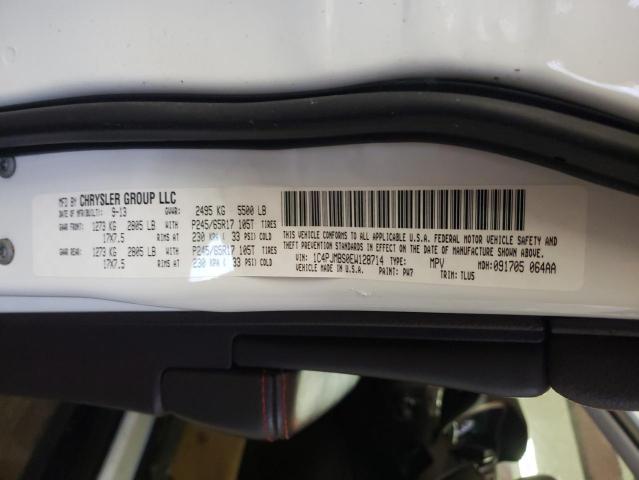 MFD BY CHRYSLER GROUP LLC
DATE OF MFR(BUILT): 9-13 GVWR: 2495 KG 5500 LB
GAWR FRONT: 1273 KG 2805 LB WITH P245/65R17 105T TIRES
17X7.5 RIMS AT 230 KPA ( 33 PSI) COLD
GAWR REAR: 1273 KG 2805 LB WITH P245/65R17 105T TIRES
17X7.5 RIMS AT 230 KPA ( 33 PSI) COLD
THIS VEHICLE CONFORMS TO ALL APPLICABLE U.S.A. FEDERAL MOTOR VEHICLE SAFETY AND
THEFT PREVENTION STANDARDS IN EFFECT ON THE DATE OF MANUFACTURE SHOWN ABOVE.
VIN: 1C4PJMBS0EW128714 TYPE: MPV MDH: 091705 064AA
VEHICLE MADE IN U.S.A. PAINT: PW7 TRIM: TLU5